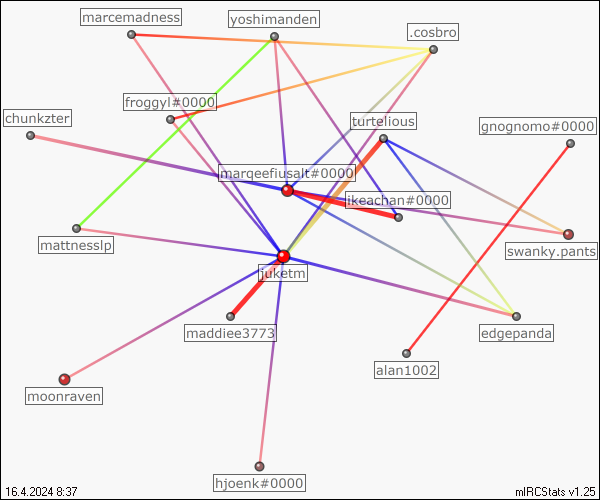 marcemadness
yoshimanden
.cosbro
froggyl#0000
chunkzter
turtelious
gnognomo#0000
marqeefiusalt#0000
ikeachan#0000
mattnesslp
swanky.pants
juketm
maddiee3773
edgepanda
alan1002
moonraven
hjoenk#0000
16.4.2024 8:37
mIRCStats v1.25